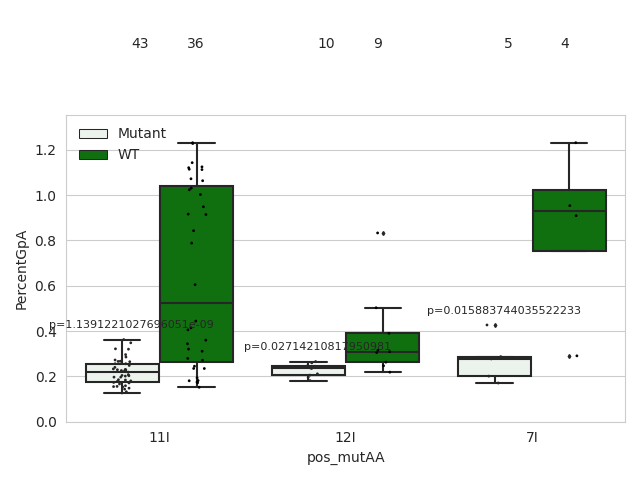 43 36 10 9 5 4
Mutant
WT
1.2
1.0
0.8
0.6
0.4
0.2
0.0
PercentGpA
p=1.1391221027696051e-09
p=0.02714210817950981
p=0.015883744035522233
11I 12I 7I
pos_mutAA